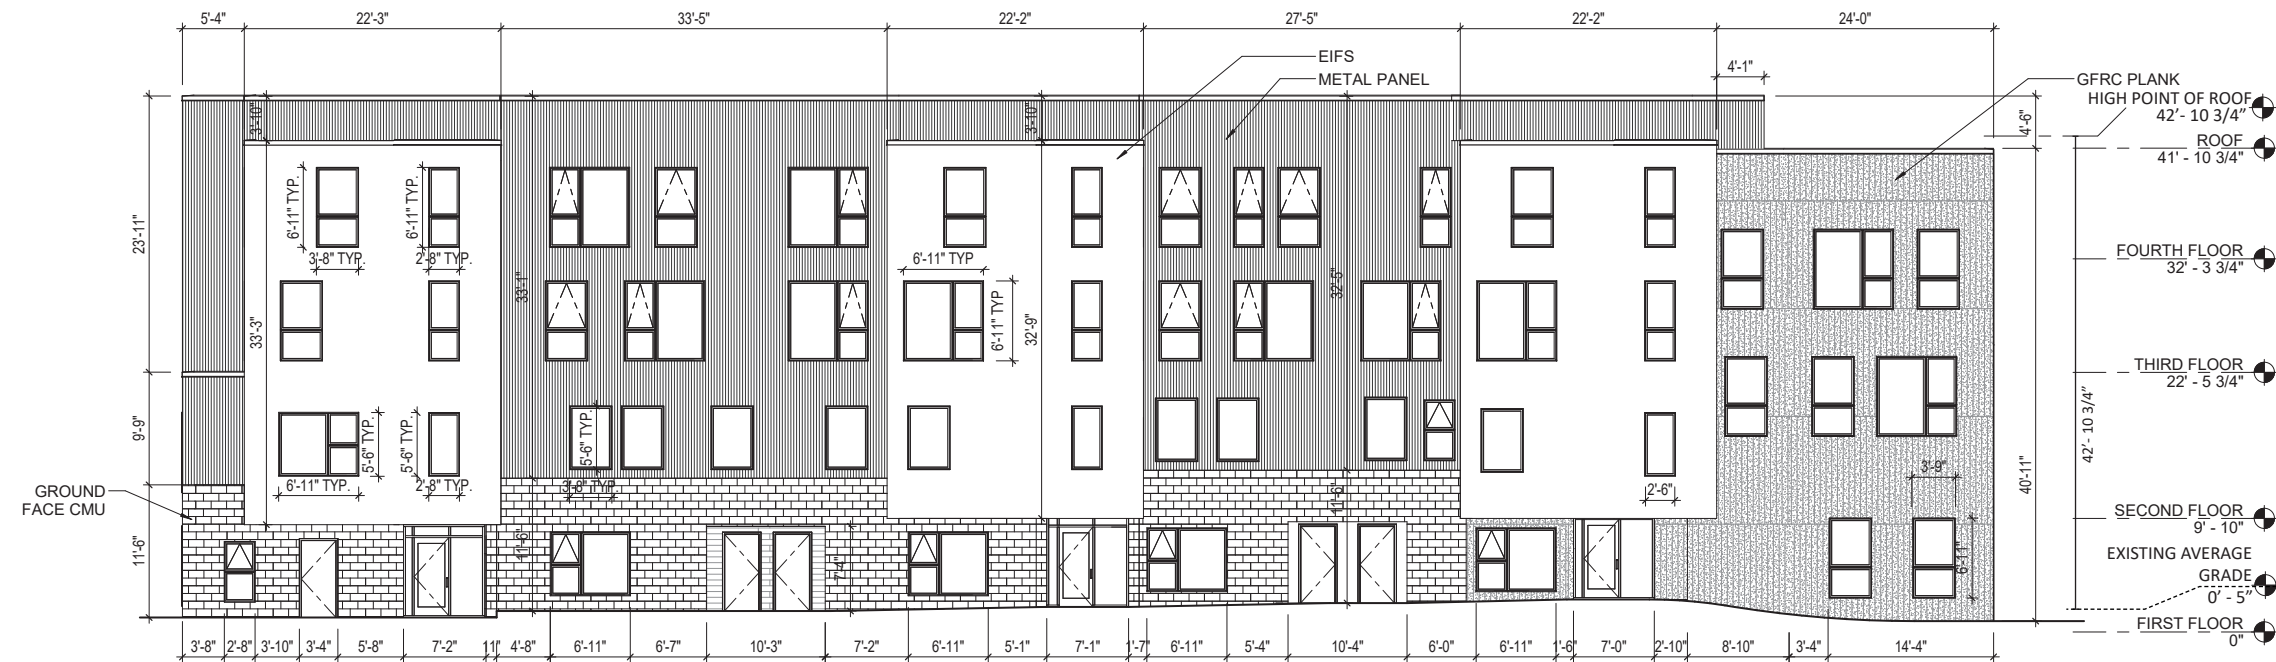 5'-4" 22'-3" 33'-5" 22'-2" 27'-5" 22'-2" 24'-0"
EIFS
METAL PANEL
4'-1"
GFRC PLANK
HIGH POINT OF ROOF
42'- 10 3/4"
ROOF
41' - 10 3/4"
FOURTH FLOOR
32' - 3 3/4"
THIRD FLOOR
22' - 5 3/4"
SECOND FLOOR
9' - 10"
EXISTING AVERAGE
GRADE
0' - 5"
FIRST FLOOR
0"
4'-6"
40'-11"
42'- 10 3/4"
23'-11"
9'-9"
11'-6"
GROUND
FACE CMU
3'-10"
33'-3"
6'-11" TYP.
3'-8" TYP.
6'-11" TYP.
2'-8" TYP.
5'-6" TYP.
6'-11" TYP.
5'-6" TYP.
2'-8" TYP.
33'-1"
11'-6"
5'-6" TYP.
3'-8" TYP.
7'-4"
6'-11" TYP
6'-11" TYP
3'-10"
32'-9"
32'-5"
11'-6"
2'-6"
3'-9"
6'-11"
3'-8" 2'-8" 3'-10" 3'-4" 5'-8" 7'-2" 11" 4'-8" 6'-11" 6'-7" 10'-3" 7'-2" 6'-11" 5'-1" 7'-1" 1'-7" 6'-11" 5'-4" 10'-4" 6'-0" 6'-11" 1'-6" 7'-0" 2'-10" 8'-10" 3'-4" 14'-4"